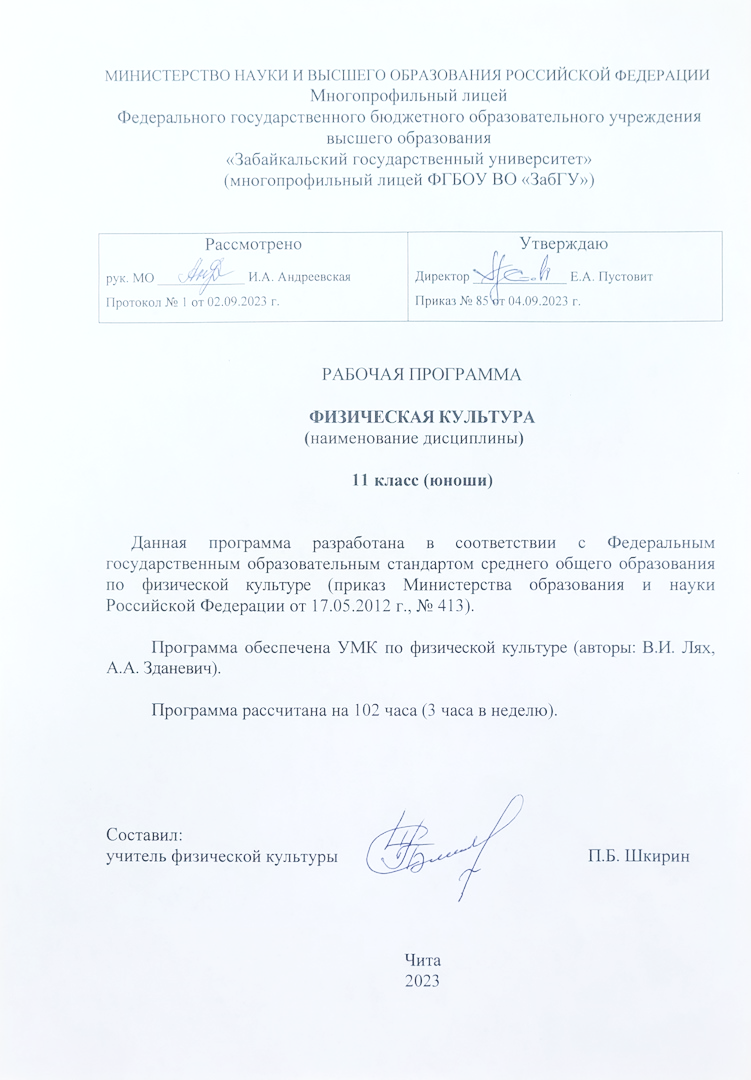 МИНИСТЕРСТВО НАУКИ И ВЫСШЕГО ОБРАЗОВАНИЯ РОССИЙСКОЙ ФЕДЕРАЦИИ
Многопрофильный лицей
Федерального государственного бюджетного образовательного учреждения
высшего образования
«Забайкальский государственный университет»
(многопрофильный лицей ФГБОУ ВО «ЗабГУ»)
Рассмотрено
рук. МО ______________ И.А. Андреевская
Протокол № 1 от 02.09.2023 г.
Утверждаю
Директор ______________ Е.А. Пустовит
Приказ № 85 от 04.09.2023 г.
РАБОЧАЯ ПРОГРАММА
ФИЗИЧЕСКАЯ КУЛЬТУРА
(наименование дисциплины)
11 класс (юноши)
Данная программа разработана в соответствии с Федеральным
государственным образовательным стандартом среднего общего образования
по физической культуре (приказ Министерства образования и науки
Российской Федерации от 17.05.2012 г., № 413).
Программа обеспечена УМК по физической культуре (авторы: В.И. Лях,
А.А. Зданевич).
Программа рассчитана на 102 часа (3 часа в неделю).
Составил:
учитель физической культуры П.Б. Шкирин
Чита
2023